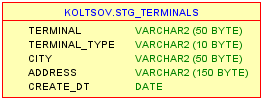 KOLTSOV.STG_TERMINALS
TERMINAL VARCHAR2 (50 BYTE)
TERMINAL_TYPE VARCHAR2 (10 BYTE)
CITY VARCHAR2 (50 BYTE)
ADDRESS VARCHAR2 (150 BYTE)
CREATE_DT DATE